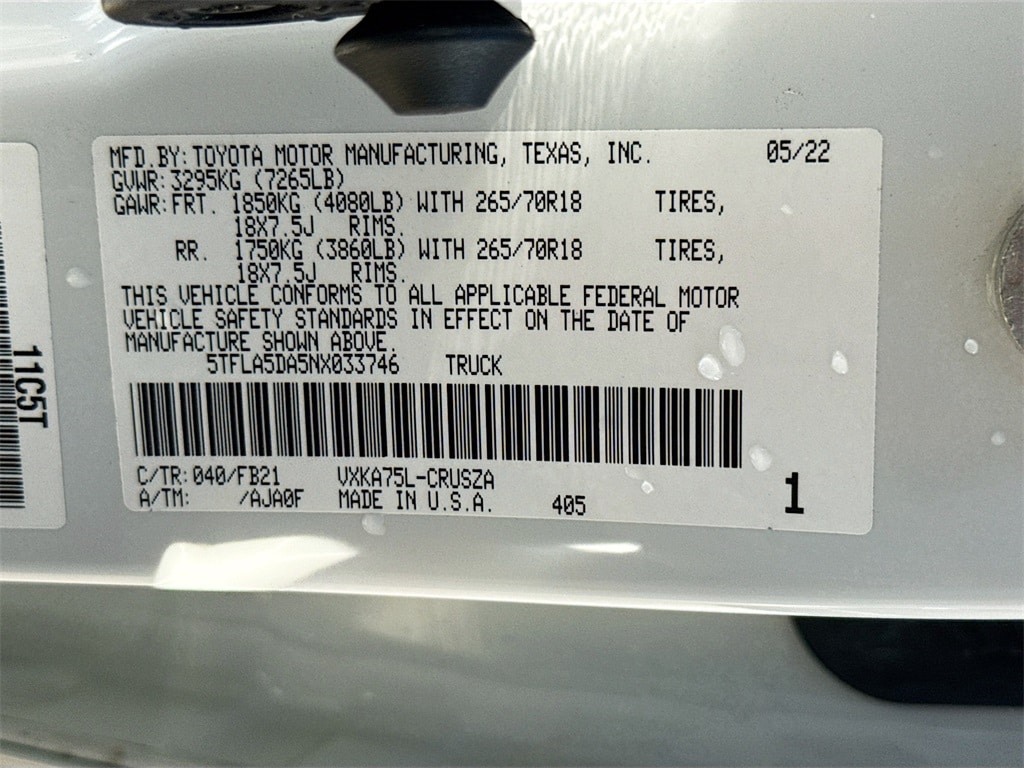 MFD.BY:TOYOTA MOTOR MANUFACTURING, TEXAS, INC. 05/22
GVWR:3295KG (7265LB)
GAWR:FRT. 1850KG (4080LB) WITH 265/70R18 TIRES,
18X7.5J RIMS.
RR. 1750KG (3860LB) WITH 265/70R18 TIRES,
18X7.5J RIMS.
THIS VEHICLE CONFORMS TO ALL APPLICABLE FEDERAL MOTOR
VEHICLE SAFETY STANDARDS IN EFFECT ON THE DATE OF
MANUFACTURE SHOWN ABOVE.
5TFLA5DA5NX033746 TRUCK
C/TR:040/FB21 VXKA75L-CRUSZA
A/TM: /AJA0F MADE IN U.S.A. 405 1
11C5T